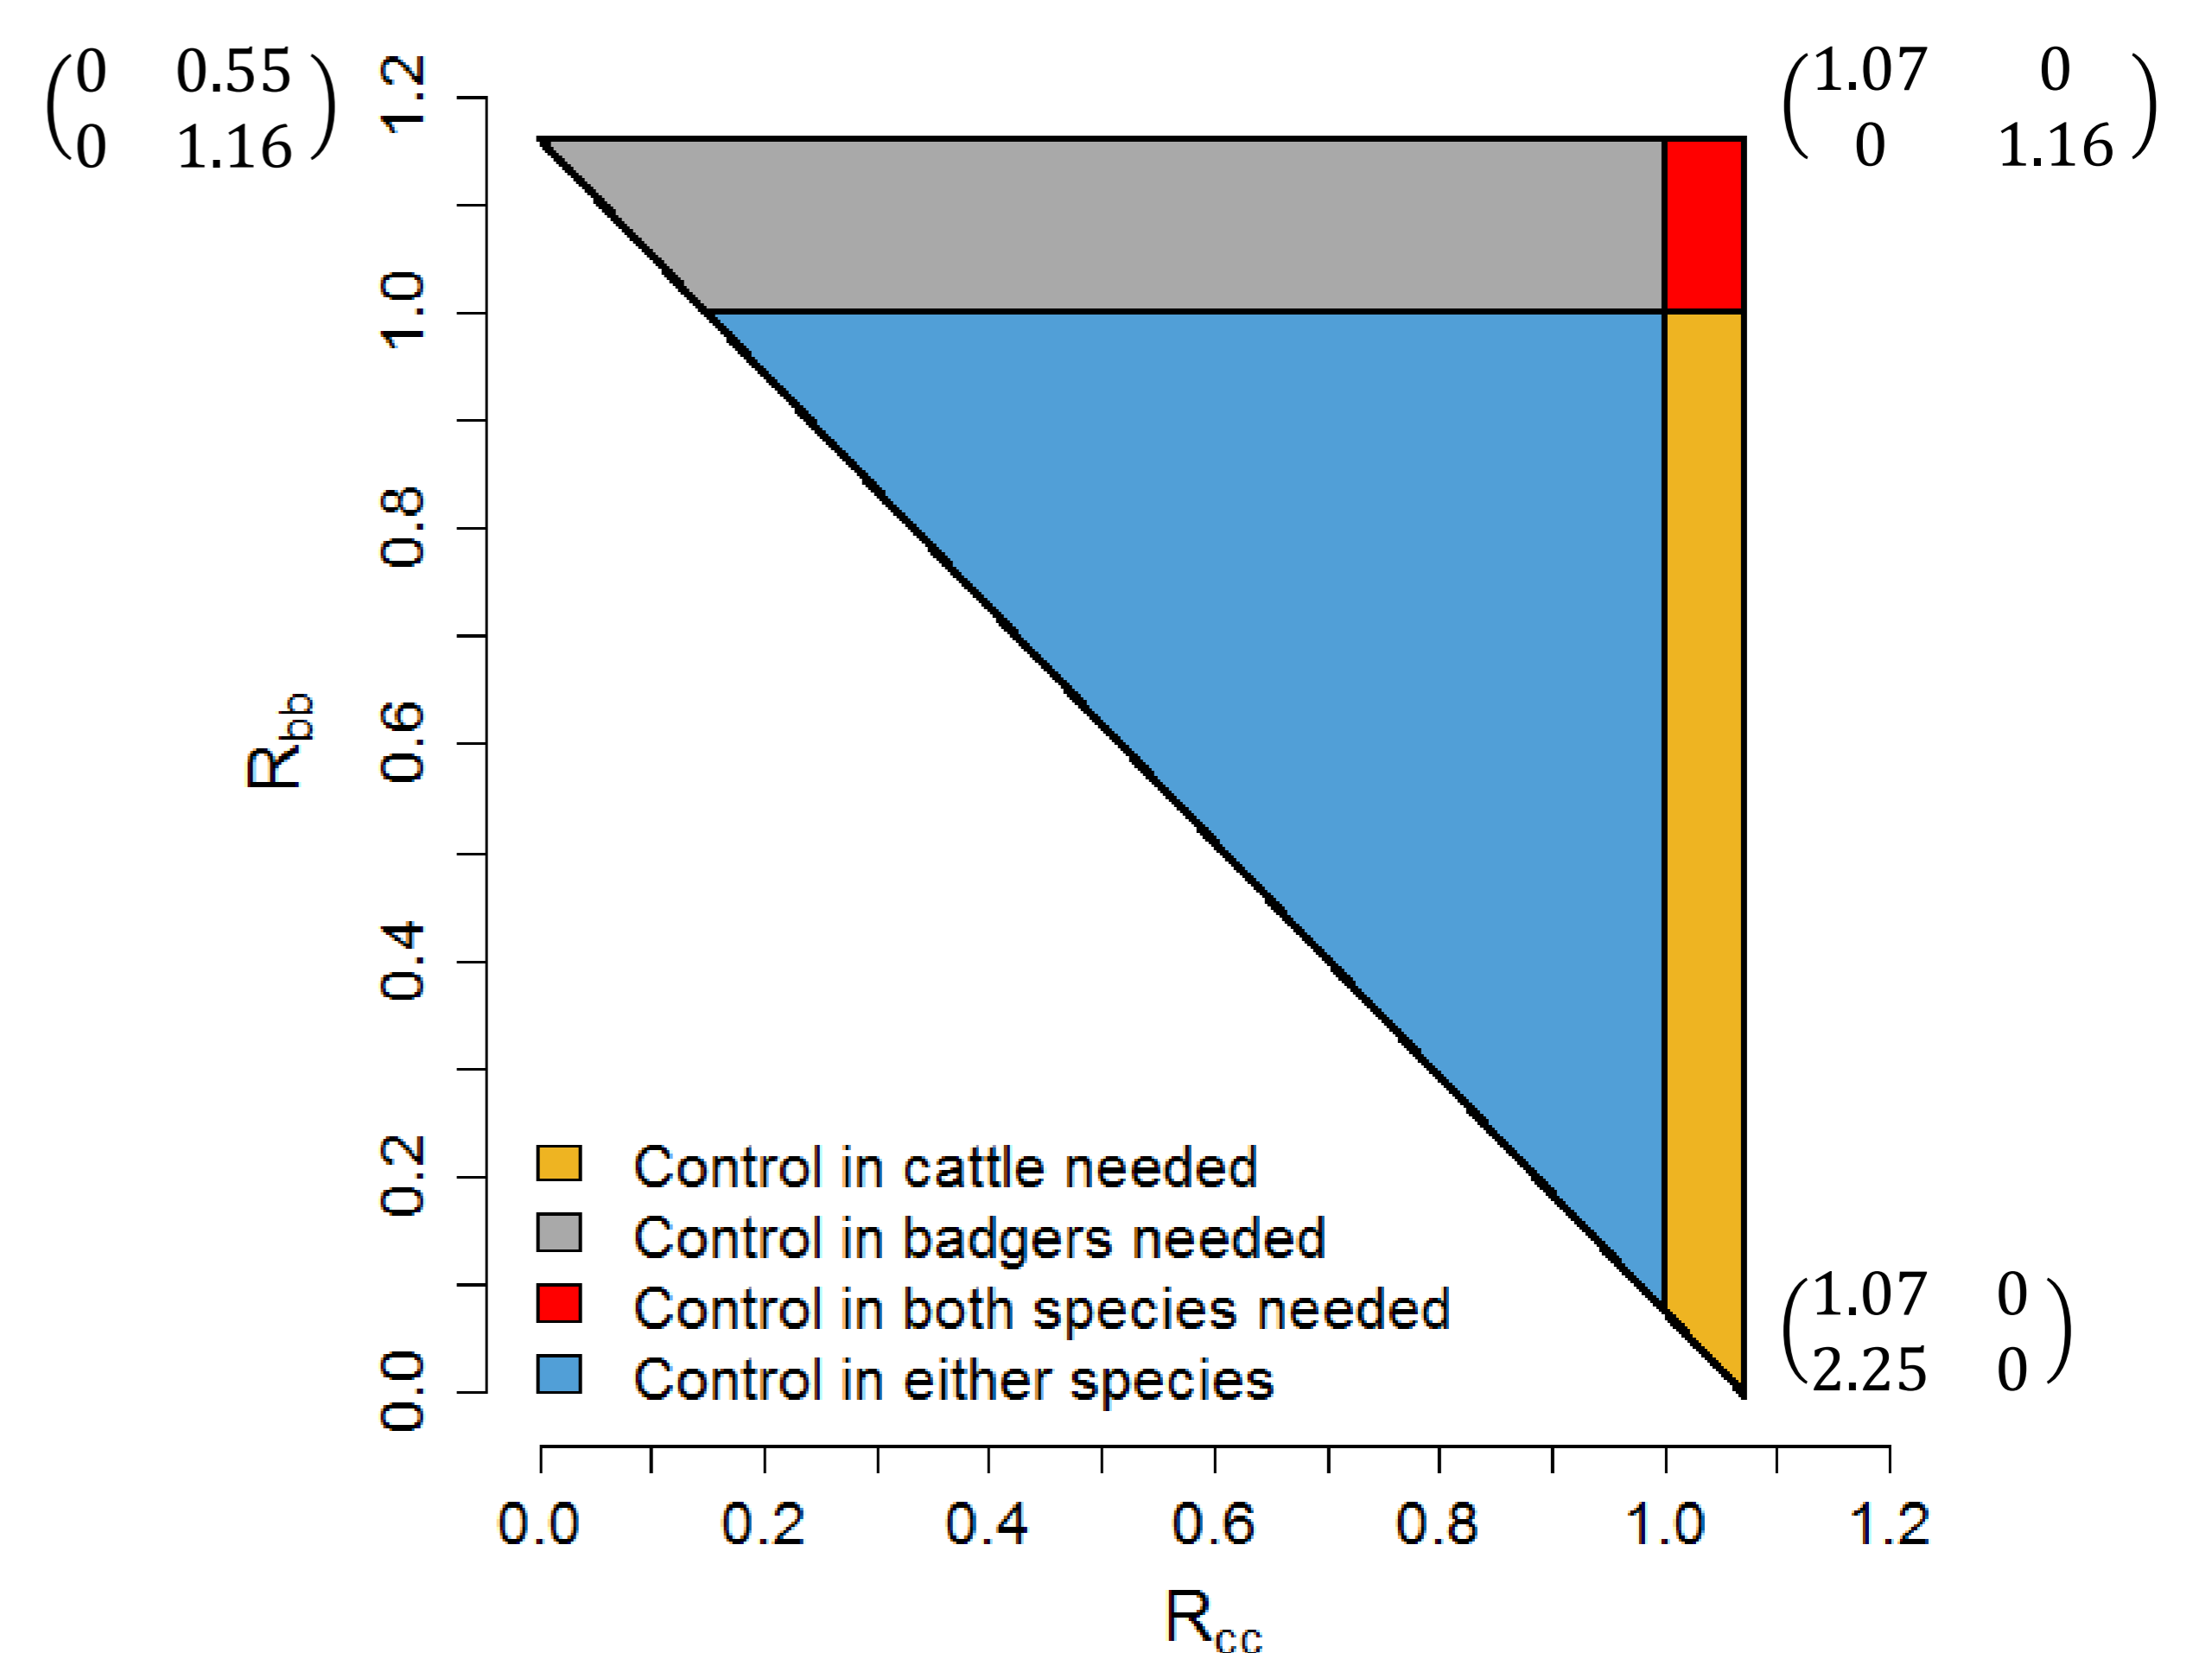 0 0.55
0 1.16
1.07 0
0 1.16
1.2
1.0
0.8
0.6
0.4
0.2
0.0
Rbb
Control in cattle needed
Control in badgers needed
Control in both species needed
Control in either species
1.07 0
2.25 0
0.0 0.2 0.4 0.6 0.8 1.0 1.2
Rcc